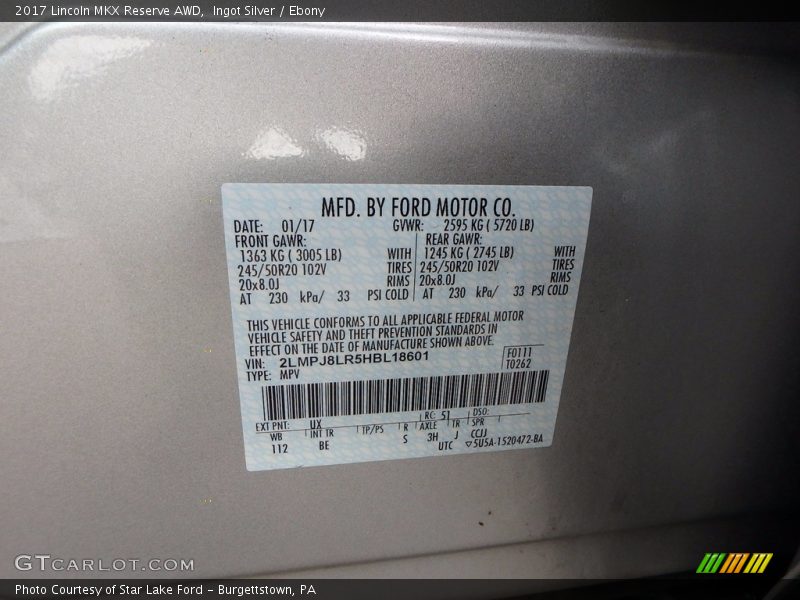 2017 Lincoln MKX Reserve AWD,  Ingot Silver / Ebony
MFD. BY FORD MOTOR CO.
DATE: 01/17 GVWR: 2595 KG ( 5720 LB)
FRONT GAWR: REAR GAWR:
1363 KG ( 3005 LB) WITH 1245 KG ( 2745 LB) WITH
245/50R20 102V TIRES 245/50R20 102V TIRES
20x8.0J RIMS 20x8.0J RIMS
AT 230 kPa/ 33 PSI COLD AT 230 kPa/ 33 PSI COLD
THIS VEHICLE CONFORMS TO ALL APPLICABLE FEDERAL MOTOR
VEHICLE SAFETY AND THEFT PREVENTION STANDARDS IN
EFFECT ON THE DATE OF MANUFACTURE SHOWN ABOVE.
VIN: 2LMPJ8LR5HBL18601 F0111
TYPE: MPV T0262
EXT PNT: UX RC: 51 DSO:
WB INT TR TP/PS R AXLE TR SPR
112 BE S 3H J CCJJ
UTC ▽5U5A-1520472-BA
GTCARLOT.COM
Photo Courtesy of Star Lake Ford - Burgettstown, PA